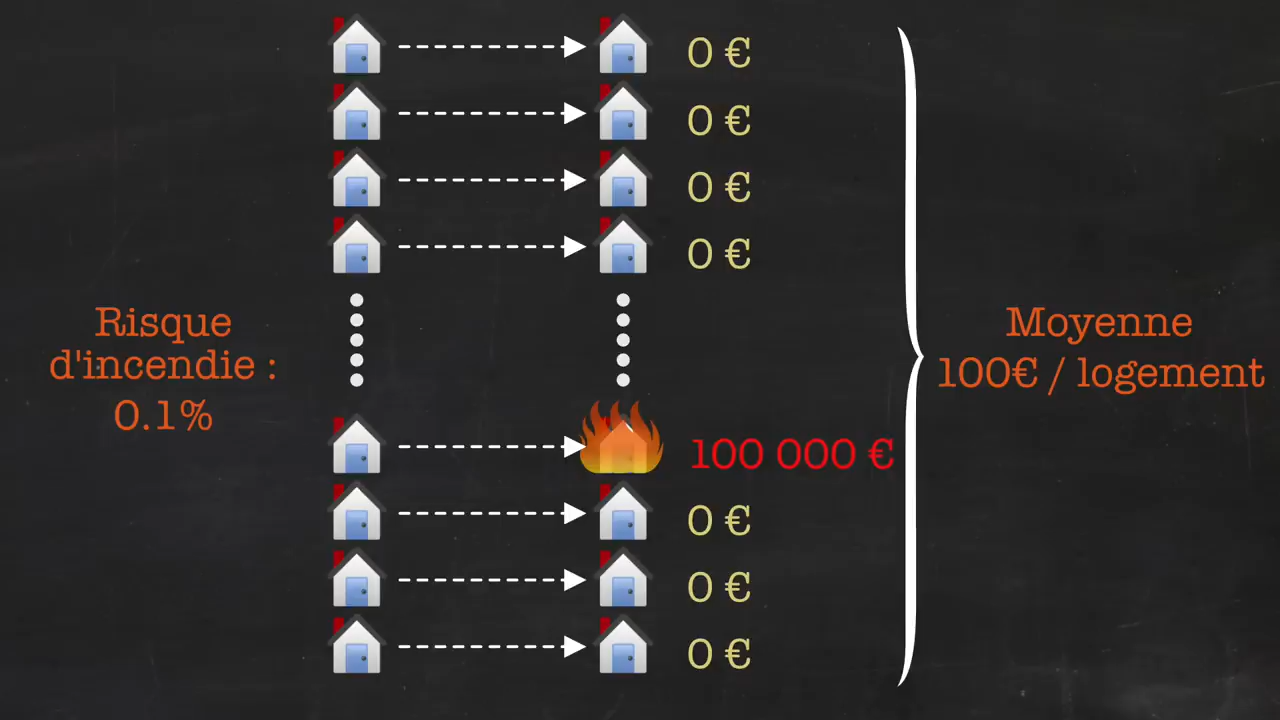 0 €
0 €
0 €
0 €
Risque
d'incendie :
0.1%
100 000 €
0 €
0 €
0 €
Moyenne
100€ / logement